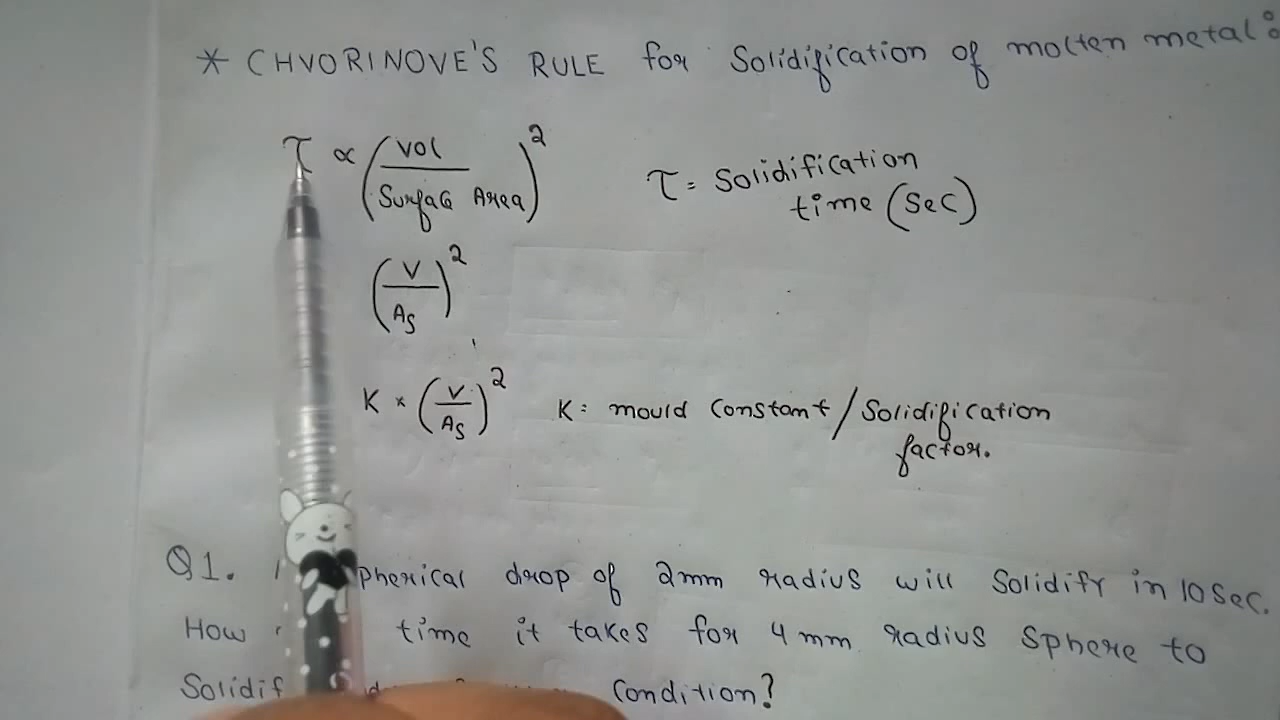 * CHVORINOVE'S RULE for Solidification of molten metal:
τ ∝ (Vol / Surface Area)²
τ = Solidification
time (Sec)
(V / As)²
K × (V / As)²
K = mould Constant / Solidification
factor.
Q1. pherical drop of 2mm radius will Solidify in 10 Sec.
How time it takes for 4 mm radius Sphere to
Solidif Condition?